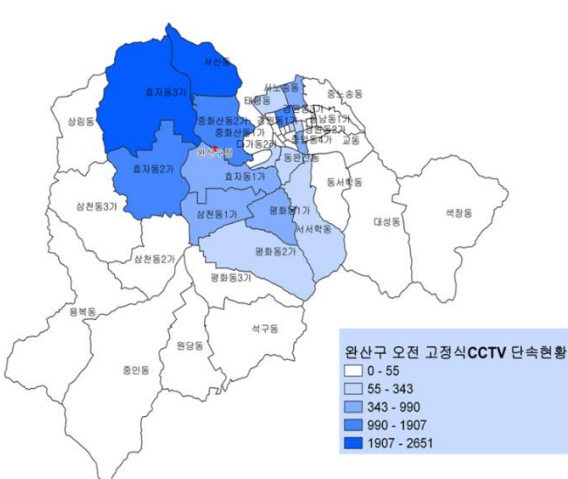 서신동
효자동3가
서노송동
태평동
중노송동
상림동
중화산동2가
경원동1가
중화산동1가
다가동2가
교동
완산구청
동완산동
효자동2가
효자동1가
동서학동
삼천동3가
삼천동1가
평화동1가
서서학동
대성동
색장동
삼천동2가
평화동2가
평화동3가
용복동
석구동
원당동
중인동
완산구 오전 고정식CCTV 단속현황
0 - 55
55 - 343
343 - 990
990 - 1907
1907 - 2651